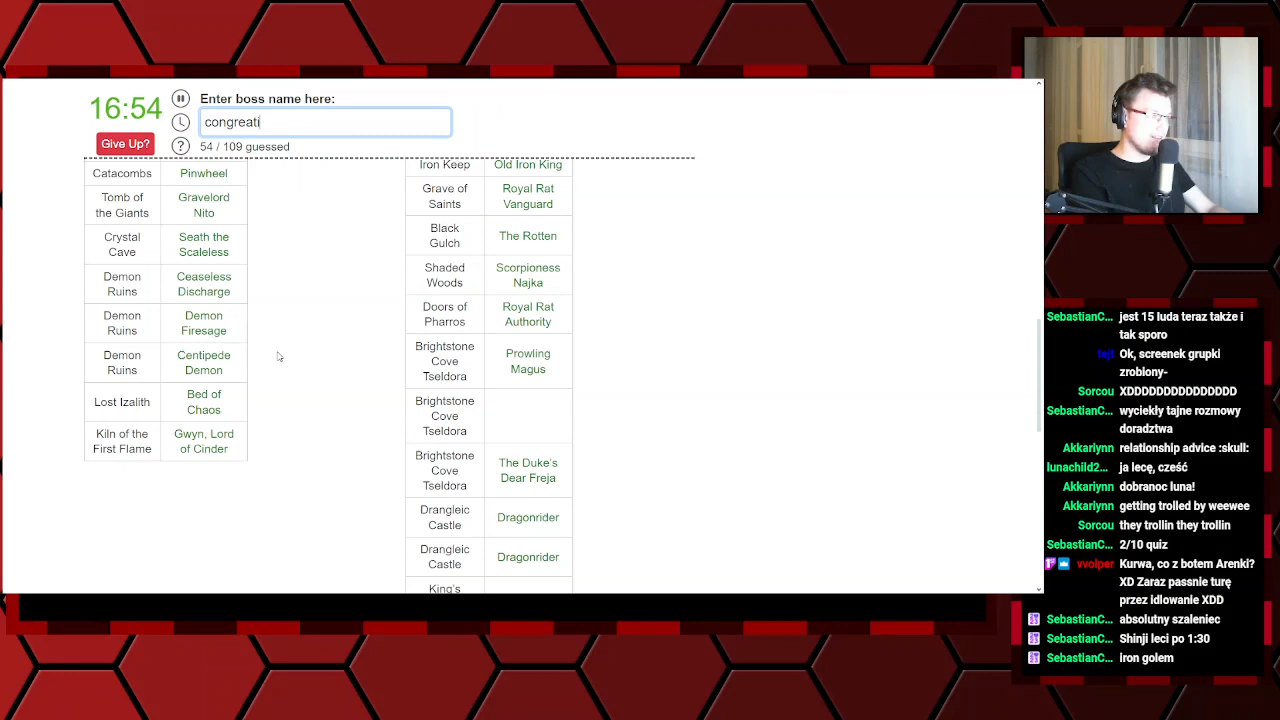 16:54
Enter boss name here:
congreati
Give Up?
?
54 / 109 guessed
Catacombs Pinwheel
Tomb of
the Giants
Gravelord
Nito
Crystal
Cave
Seath the
Scaleless
Demon
Ruins
Ceaseless
Discharge
Demon
Ruins
Demon
Firesage
Demon
Ruins
Centipede
Demon
Lost Izalith
Bed of
Chaos
Kiln of the
First Flame
Gwyn, Lord
of Cinder
Iron Keep Old Iron King
Grave of
Saints
Royal Rat
Vanguard
Black
Gulch
The Rotten
Shaded
Woods
Scorpioness
Najka
Doors of
Pharros
Royal Rat
Authority
Brightstone
Cove
Tseldora
Prowling
Magus
Brightstone
Cove
Tseldora
Brightstone
Cove
Tseldora
The Duke's
Dear Freja
Drangleic
Castle
Dragonrider
Drangleic
Castle
Dragonrider
King's
SebastianC... jest 15 luda teraz także i
tak sporo
tejt Ok, screenek grupki
zrobiony-
Sorcou XDDDDDDDDDDDDDDD
SebastianC... wyciekły tajne rozmowy
doradztwa
Akkariynn relationship advice :skull:
lunachild2... ja lecę, cześć
Akkariynn dobranoc luna!
Akkariynn getting trolled by weewee
Sorcou they trollin they trollin
SebastianC... 2/10 quiz
vvolper Kurwa, co z botem Arenki?
XD Zaraz passnie turę
przez idlowanie XDD
SebastianC... absolutny szaleniec
SebastianC... Shinji leci po 1:30
SebastianC... iron golem